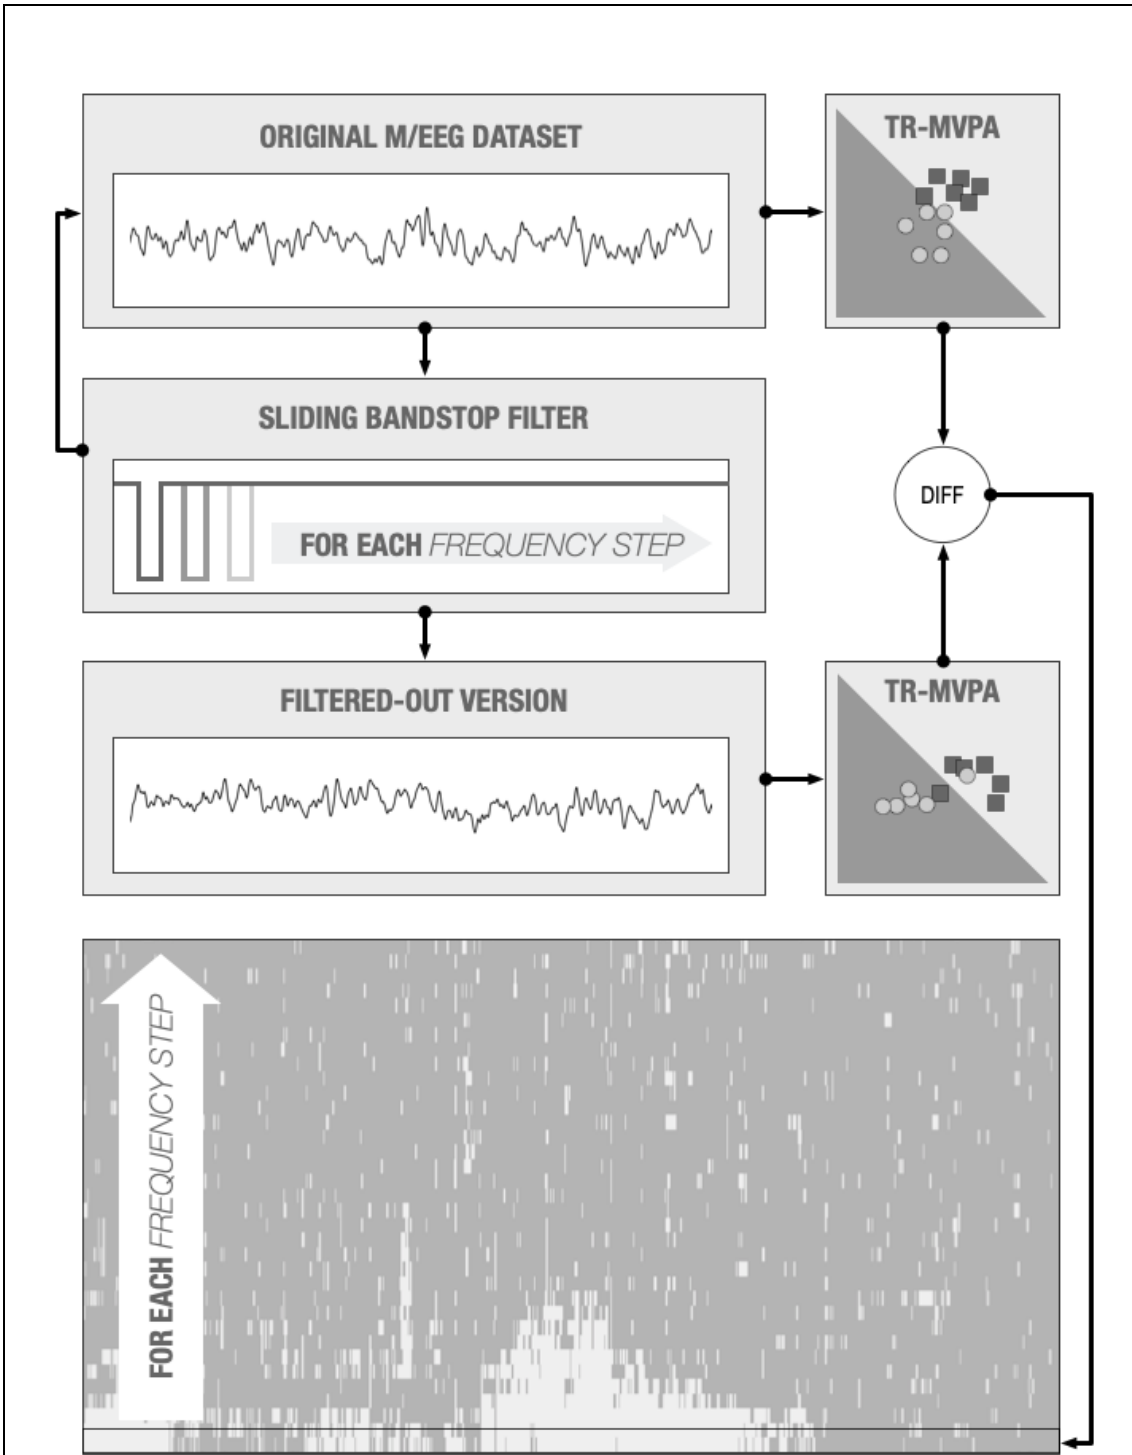 ORIGINAL M/EEG DATASET
TR-MVPA
SLIDING BANDSTOP FILTER
FOR EACH FREQUENCY STEP
DIFF
FILTERED-OUT VERSION
TR-MVPA
FOR EACH FREQUENCY STEP